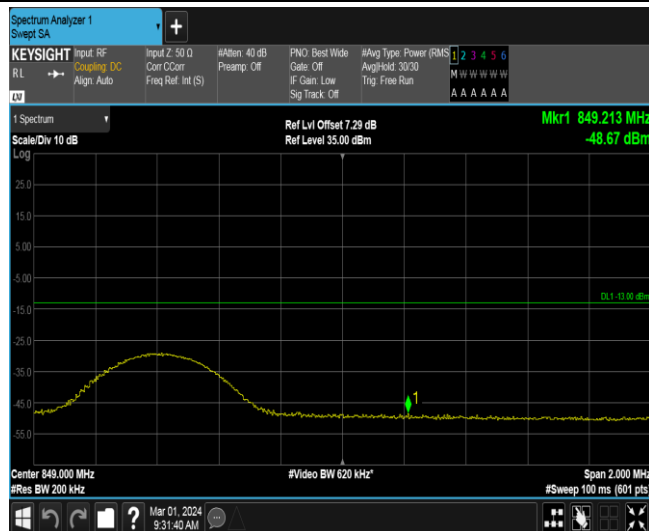 Spectrum Analyzer 1
Swept SA
+
KEYSIGHT
RL
Input: RF
Coupling: DC
Align: Auto
Input Z: 50 Ω
Corr CCorr
Freq Ref: Int (S)
#Atten: 40 dB
Preamp: Off
PNO: Best Wide
Gate: Off
IF Gain: Low
Sig Track: Off
#Avg Type: Power (RMS
Avg|Hold: 30/30
Trig: Free Run
1 2 3 4 5 6
M W W W W W
A A A A A A
LXI
1 Spectrum
Scale/Div 10 dB
Ref Lvl Offset 7.29 dB
Ref Level 35.00 dBm
Mkr1 849.213 MHz
-48.67 dBm
Log
25.0
15.0
5.00
-5.00
-15.0
-25.0
-35.0
-45.0
-55.0
DL1 -13.00 dBm
1
Center 849.000 MHz
#Res BW 200 kHz
#Video BW 620 kHz*
Span 2.000 MHz
#Sweep 100 ms (601 pts)
?
Mar 01, 2024
9:31:40 AM